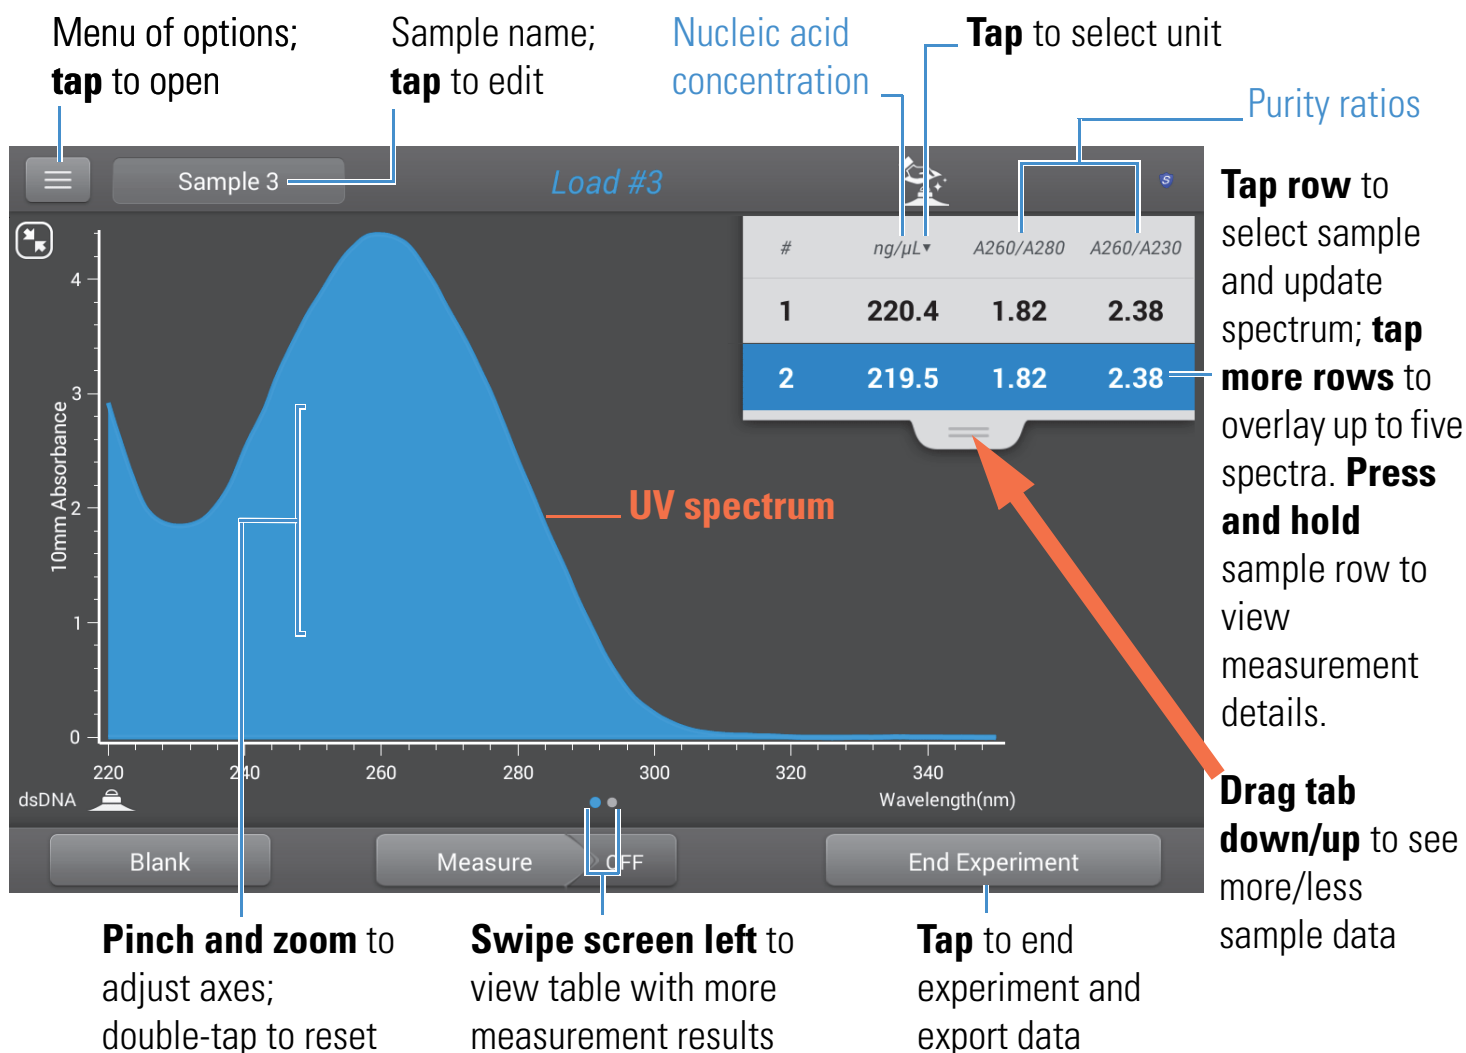 Menu of options;
tap to open
Sample name;
tap to edit
Nucleic acid
concentration
Tap to select unit
Purity ratios
Sample 3
Load #3
S
# ng/µL▾ A260/A280 A260/A230
1 220.4 1.82 2.38
2 219.5 1.82 2.38
Tap row to
select sample
and update
spectrum; tap
more rows to
overlay up to five
spectra. Press
and hold
sample row to
view
measurement
details.
Drag tab
down/up to see
more/less
sample data
10mm Absorbance
4
3
2
1
0
UV spectrum
220 240 260 280 300 320 340
dsDNA
Wavelength(nm)
Blank
Measure
OFF
End Experiment
Pinch and zoom to
adjust axes;
double-tap to reset
Swipe screen left to
view table with more
measurement results
Tap to end
experiment and
export data